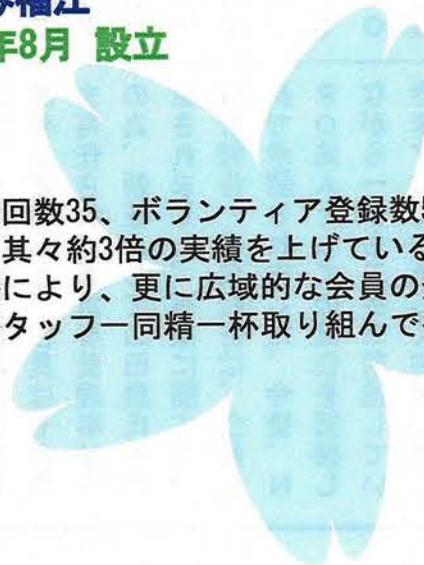 福江
年8月 設立
回数35、ボランティア登録数
其々約3倍の実績を上げている
により、更に広域的な会員の
タッフ一同精一杯取り組んで